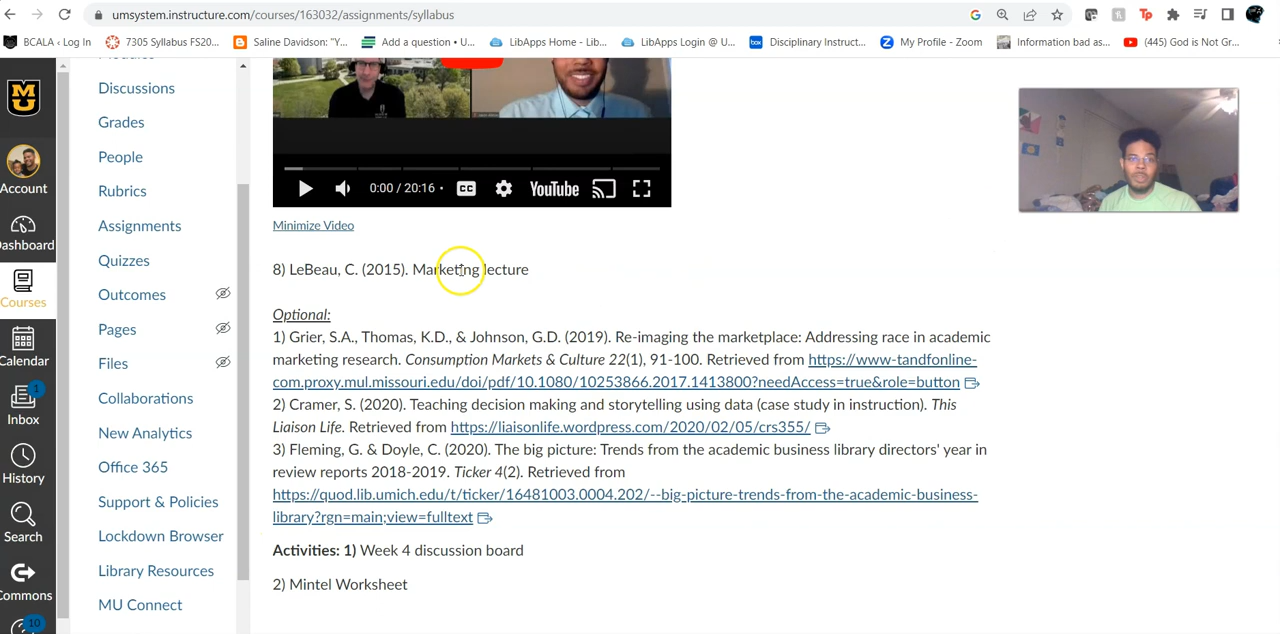 umsystem.instructure.com/courses/163032/assignments/syllabus
BCALA ‹ Log In
7305 Syllabus FS20...
Saline Davidson: "Y...
Add a question • U...
LibApps Home - Lib...
LibApps Login @ U...
box
Disciplinary Instruct...
My Profile - Zoom
Information bad as...
(445) God is Not Gr...
Tp
MU
Account
Dashboard
Courses
Calendar
1
Inbox
History
Search
Commons
10
Modules
Discussions
Grades
People
Rubrics
Assignments
Quizzes
Outcomes
Pages
Files
Collaborations
New Analytics
Office 365
Support & Policies
Lockdown Browser
Library Resources
MU Connect
0:00 / 20:16 •
CC
YouTube
Minimize Video
8) LeBeau, C. (2015). Marketing lecture
Optional:
1) Grier, S.A., Thomas, K.D., & Johnson, G.D. (2019). Re-imaging the marketplace: Addressing race in academic
marketing research. Consumption Markets & Culture 22(1), 91-100. Retrieved from https://www-tandfonline-
com.proxy.mul.missouri.edu/doi/pdf/10.1080/10253866.2017.1413800?needAccess=true&role=button
2) Cramer, S. (2020). Teaching decision making and storytelling using data (case study in instruction). This
Liaison Life. Retrieved from https://liaisonlife.wordpress.com/2020/02/05/crs355/
3) Fleming, G. & Doyle, C. (2020). The big picture: Trends from the academic business library directors' year in
review reports 2018-2019. Ticker 4(2). Retrieved from
https://quod.lib.umich.edu/t/ticker/16481003.0004.202/--big-picture-trends-from-the-academic-business-
library?rgn=main;view=fulltext
Activities: 1) Week 4 discussion board
2) Mintel Worksheet